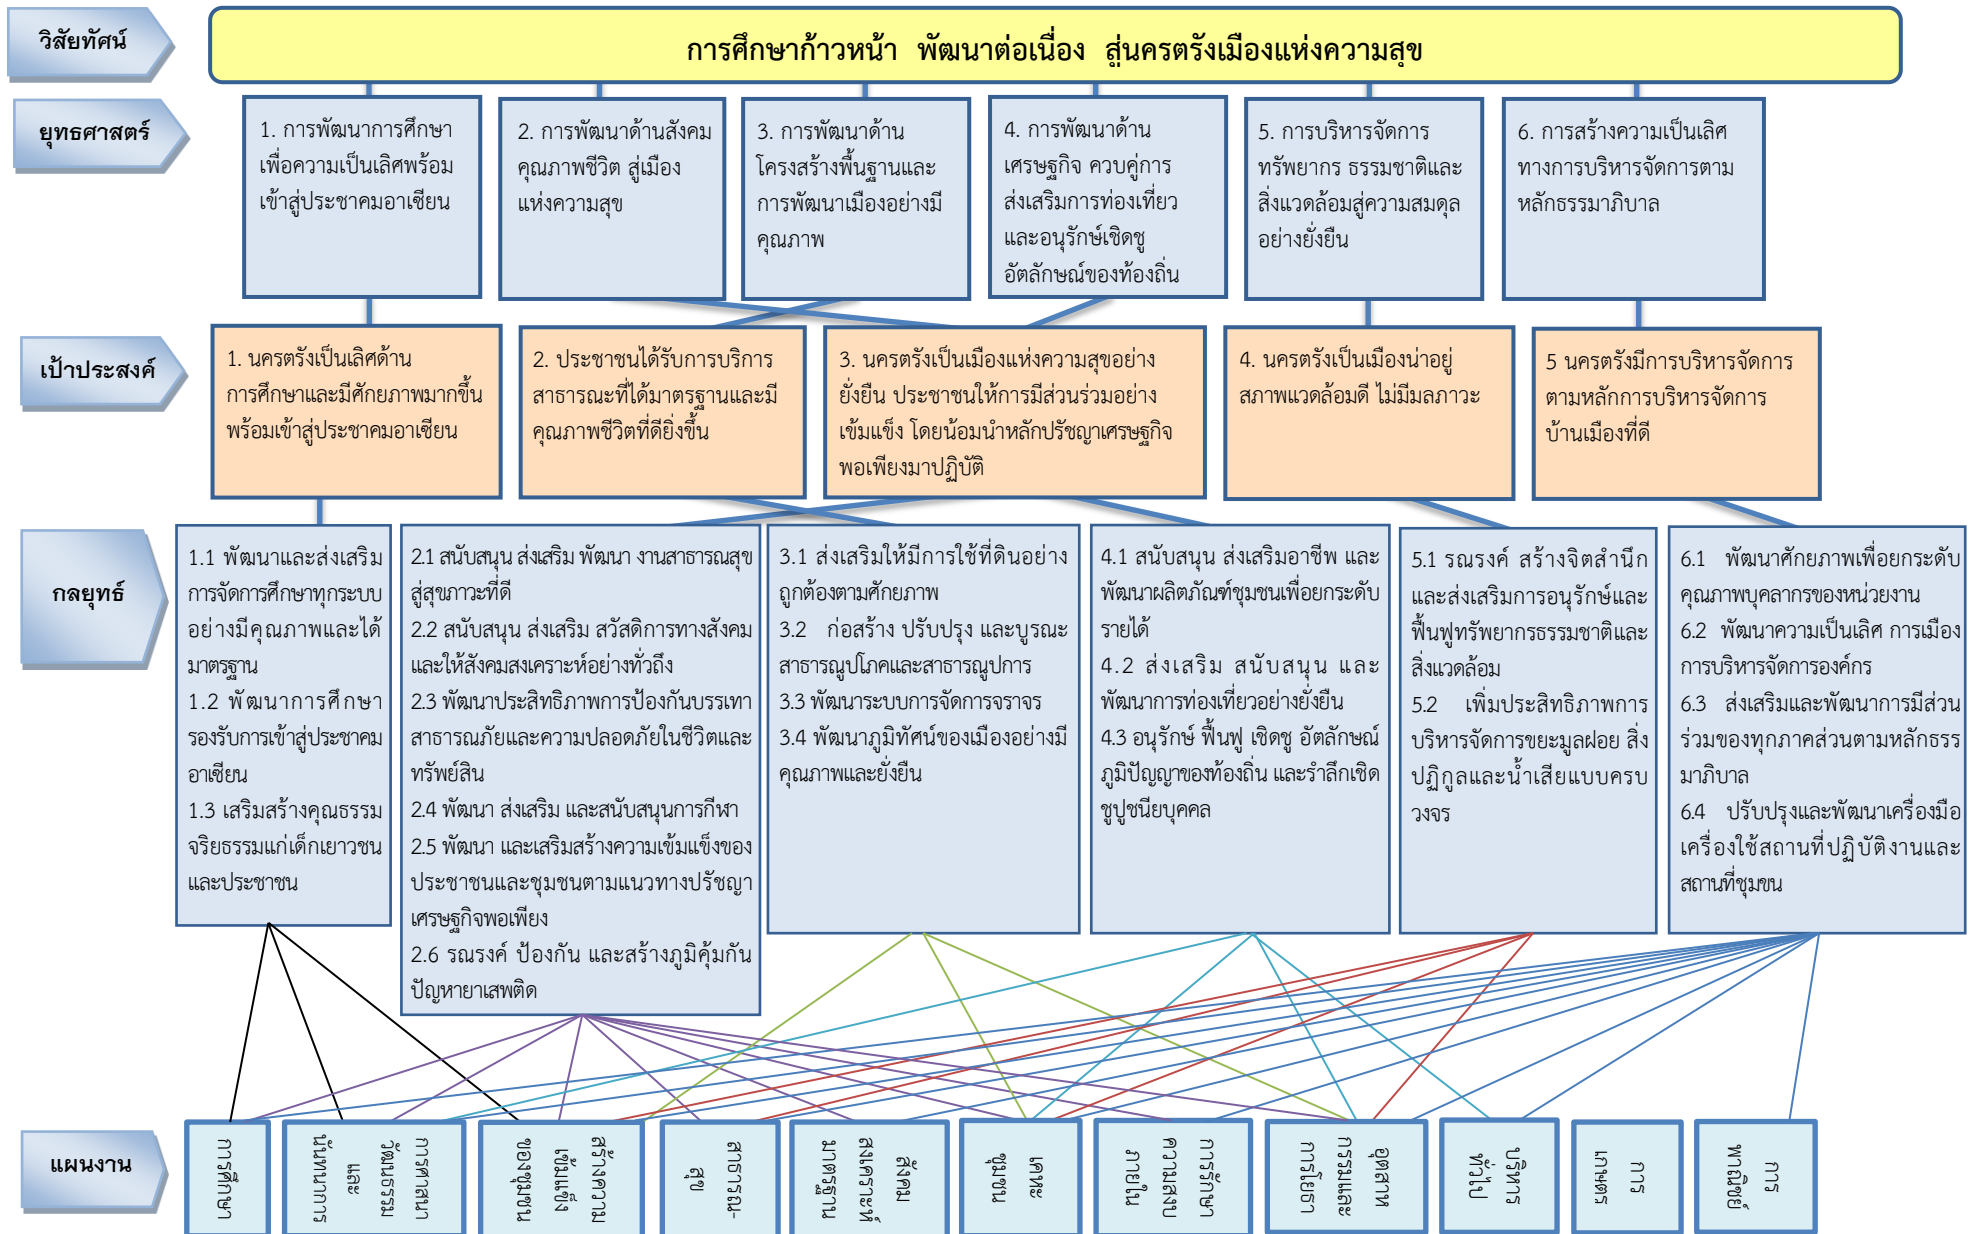 วิสัยทัศน์
การศึกษาก้าวหน้า พัฒนาต่อเนื่อง สู่นครตรังเมืองแห่งความสุข
ยุทธศาสตร์
1. การพัฒนาการศึกษา
เพื่อความเป็นเลิศพร้อม
เข้าสู่ประชาคมอาเซียน
2. การพัฒนาด้านสังคม
คุณภาพชีวิต สู่เมือง
แห่งความสุข
3. การพัฒนาด้าน
โครงสร้างพื้นฐานและ
การพัฒนาเมืองอย่างมี
คุณภาพ
4. การพัฒนาด้าน
เศรษฐกิจ ควบคู่การ
ส่งเสริมการท่องเที่ยว
และอนุรักษ์เชิดชู
อัตลักษณ์ของท้องถิ่น
5. การบริหารจัดการ
ทรัพยากร ธรรมชาติและ
สิ่งแวดล้อมสู่ความสมดุล
อย่างยั่งยืน
6. การสร้างความเป็นเลิศ
ทางการบริหารจัดการตาม
หลักธรรมาภิบาล
เป้าประสงค์
1. นครตรังเป็นเลิศด้าน
การศึกษาและมีศักยภาพมากขึ้น
พร้อมเข้าสู่ประชาคมอาเซียน
2. ประชาชนได้รับการบริการ
สาธารณะที่ได้มาตรฐานและมี
คุณภาพชีวิตที่ดียิ่งขึ้น
3. นครตรังเป็นเมืองแห่งความสุขอย่าง
ยั่งยืน ประชาชนให้การมีส่วนร่วมอย่าง
เข้มแข็ง โดยน้อมนำหลักปรัชญาเศรษฐกิจ
พอเพียงมาปฏิบัติ
4. นครตรังเป็นเมืองน่าอยู่
สภาพแวดล้อมดี ไม่มีมลภาวะ
5 นครตรังมีการบริหารจัดการ
ตามหลักการบริหารจัดการ
บ้านเมืองที่ดี
กลยุทธ์
1.1 พัฒนาและส่งเสริม
การจัดการศึกษาทุกระบบ
อย่างมีคุณภาพและได้
มาตรฐาน
1.2 พัฒนาการศึกษา
รองรับการเข้าสู่ประชาคม
อาเซียน
1.3 เสริมสร้างคุณธรรม
จริยธรรมแก่เด็กเยาวชน
และประชาชน
2.1 สนับสนุน ส่งเสริม พัฒนา งานสาธารณสุข
สู่สุขภาวะที่ดี
2.2 สนับสนุน ส่งเสริม สวัสดิการทางสังคม
และให้สังคมสงเคราะห์อย่างทั่วถึง
2.3 พัฒนาประสิทธิภาพการป้องกันบรรเทา
สาธารณภัยและความปลอดภัยในชีวิตและ
ทรัพย์สิน
2.4 พัฒนา ส่งเสริม และสนับสนุนการกีฬา
2.5 พัฒนา และเสริมสร้างความเข้มแข็งของ
ประชาชนและชุมชนตามแนวทางปรัชญา
เศรษฐกิจพอเพียง
2.6 รณรงค์ ป้องกัน และสร้างภูมิคุ้มกัน
ปัญหายาเสพติด
3.1 ส่งเสริมให้มีการใช้ที่ดินอย่าง
ถูกต้องตามศักยภาพ
3.2 ก่อสร้าง ปรับปรุง และบูรณะ
สาธารณูปโภคและสาธารณูปการ
3.3 พัฒนาระบบการจัดการจราจร
3.4 พัฒนาภูมิทัศน์ของเมืองอย่างมี
คุณภาพและยั่งยืน
4.1 สนับสนุน ส่งเสริมอาชีพ และ
พัฒนาผลิตภัณฑ์ชุมชนเพื่อยกระดับ
รายได้
4.2 ส่งเสริม สนับสนุน และ
พัฒนาการท่องเที่ยวอย่างยั่งยืน
4.3 อนุรักษ์ ฟื้นฟู เชิดชู อัตลักษณ์
ภูมิปัญญาของท้องถิ่น และรำลึกเชิด
ชูปูชนียบุคคล
5.1 รณรงค์ สร้างจิตสำนึก
และส่งเสริมการอนุรักษ์และ
ฟื้นฟูทรัพยากรธรรมชาติและ
สิ่งแวดล้อม
5.2 เพิ่มประสิทธิภาพการ
บริหารจัดการขยะมูลฝอย สิ่ง
ปฏิกูลและน้ำเสียแบบครบ
วงจร
6.1 พัฒนาศักยภาพเพื่อยกระดับ
คุณภาพบุคลากรของหน่วยงาน
6.2 พัฒนาความเป็นเลิศ การเมือง
การบริหารจัดการองค์กร
6.3 ส่งเสริมและพัฒนาการมีส่วน
ร่วมของทุกภาคส่วนตามหลักธรร
มาภิบาล
6.4 ปรับปรุงและพัฒนาเครื่องมือ
เครื่องใช้สถานที่ปฏิบัติงานและ
สถานที่ชุมขน
แผนงาน
การศึกษา
การศาสนา
วัฒนธรรม
และ
นันทนาการ
สร้างความ
เข้มแข็ง
ของชุมชน
สาธารณ-
สุข
สังคม
สงเคราะห์
มาตรฐาน
เคหะ
ชุมชน
การรักษา
ความสงบ
ภายใน
อุตสาห
กรรมและ
การโยธา
บริหาร
ทั่วไป
การ
เกษตร
การ
พาณิชย์